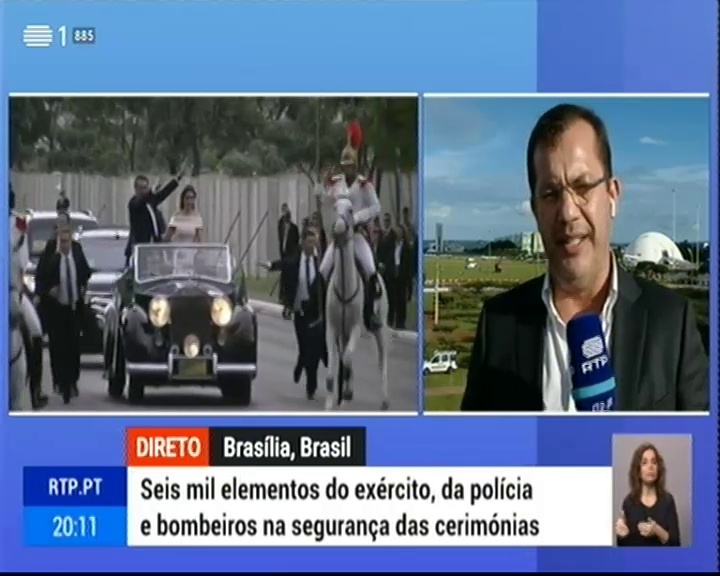 1 885
RTP
DIRETO Brasília, Brasil
RTP.PT
Seis mil elementos do exército, da polícia
20:11
e bombeiros na segurança das cerimónias